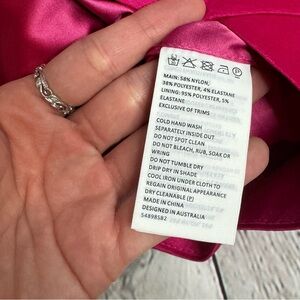 MAIN: 58% NYLON,
38% POLYESTER, 4% ELASTANE
LINING: 95% POLYESTER, 5%
ELASTANE
EXCLUSIVE OF TRIMS
COLD HAND WASH
SEPARATELY INSIDE OUT
DO NOT SPOT CLEAN
DO NOT BLEACH, RUB, SOAK OR
WRING
DO NOT TUMBLE DRY
DRIP DRY IN SHADE
COOL IRON UNDER CLOTH TO
REGAIN ORIGINAL APPEARANCE
DRY CLEANABLE (P)
MADE IN CHINA
DESIGNED IN AUSTRALIA
54898582